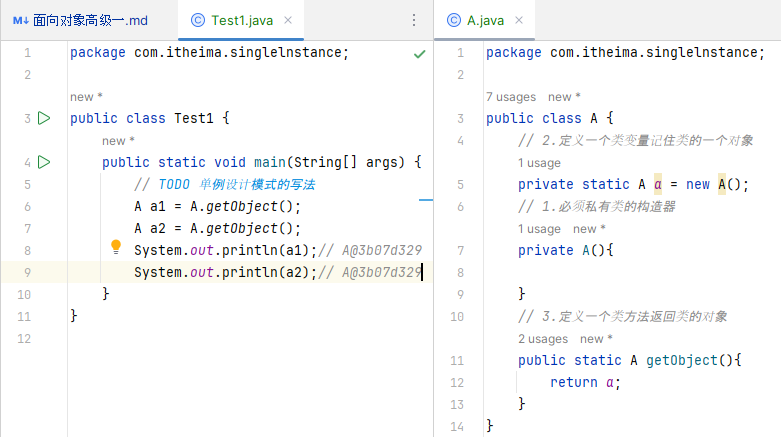 M↓ 面向对象高级一.md
Test1.java
1 package com.itheima.singlelnstance;
2
new *
3 public class Test1 {
new *
4 public static void main(String[] args) {
5 // TODO 单例设计模式的写法
6 A a1 = A.getObject();
7 A a2 = A.getObject();
8 System.out.println(a1);// A@3b07d329
9 System.out.println(a2);// A@3b07d329
10 }
11 }
12
A.java
1 package com.itheima.singlelnstance;
2
7 usages new *
3 public class A {
4 // 2.定义一个类变量记住类的一个对象
1 usage
5 private static A a = new A();
6 // 1.必须私有类的构造器
1 usage new *
7 private A(){
8
9 }
10 // 3.定义一个类方法返回类的对象
2 usages new *
11 public static A getObject(){
12 return a;
13 }
14 }